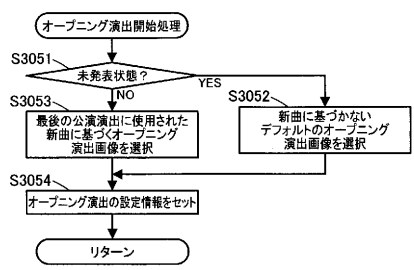 オープニング演出開始処理
S3051
未発表状態？
YES
NO
S3053
S3052
最後の公演演出に使用された
新曲に基づくオープニング
演出画像を選択
新曲に基づかない
デフォルトのオープニング
演出画像を選択
S3054
オープニング演出の設定情報をセット
リターン